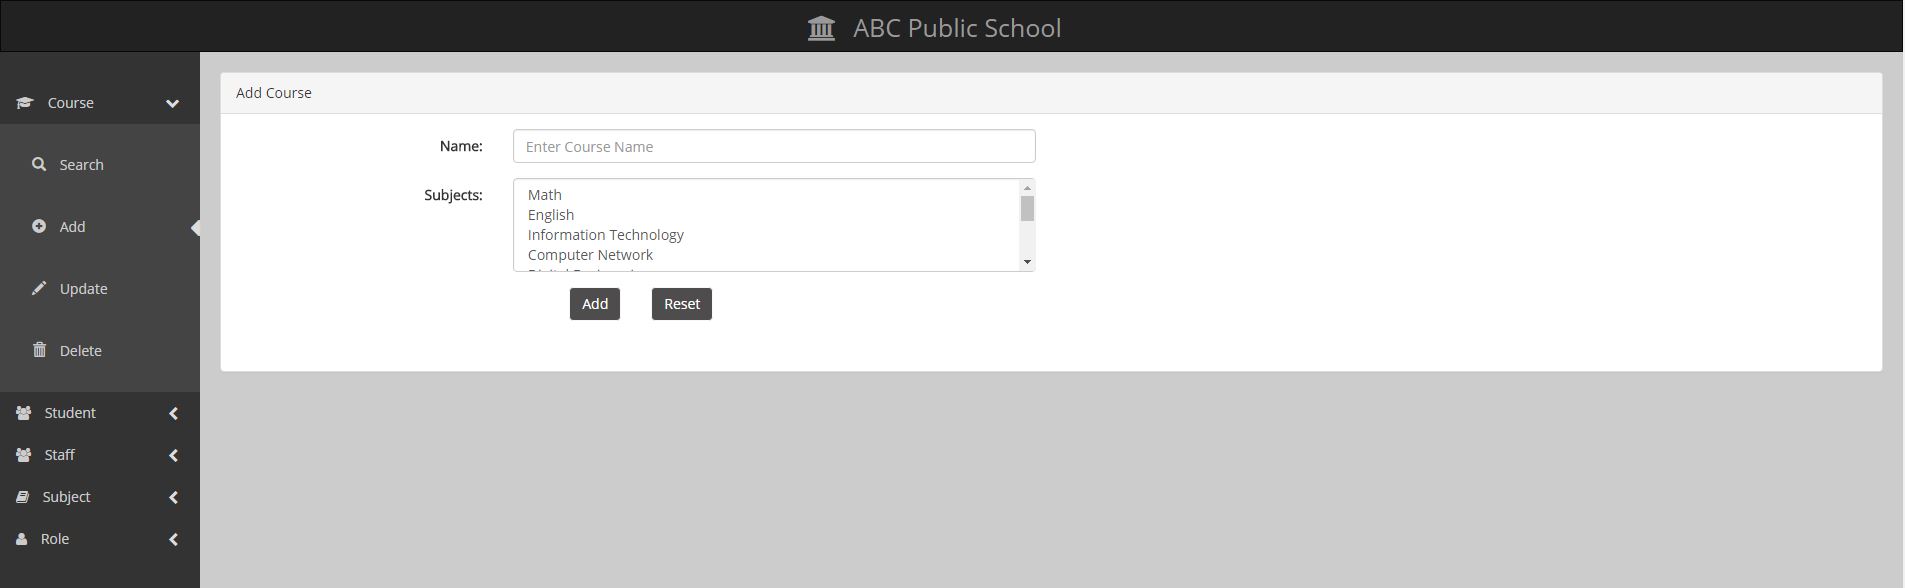 ABC Public School
Course
Search
Add
Update
Delete
Student
Staff
Subject
Role
Add Course
Name:
Enter Course Name
Subjects:
Math
English
Information Technology
Computer Network
Add
Reset